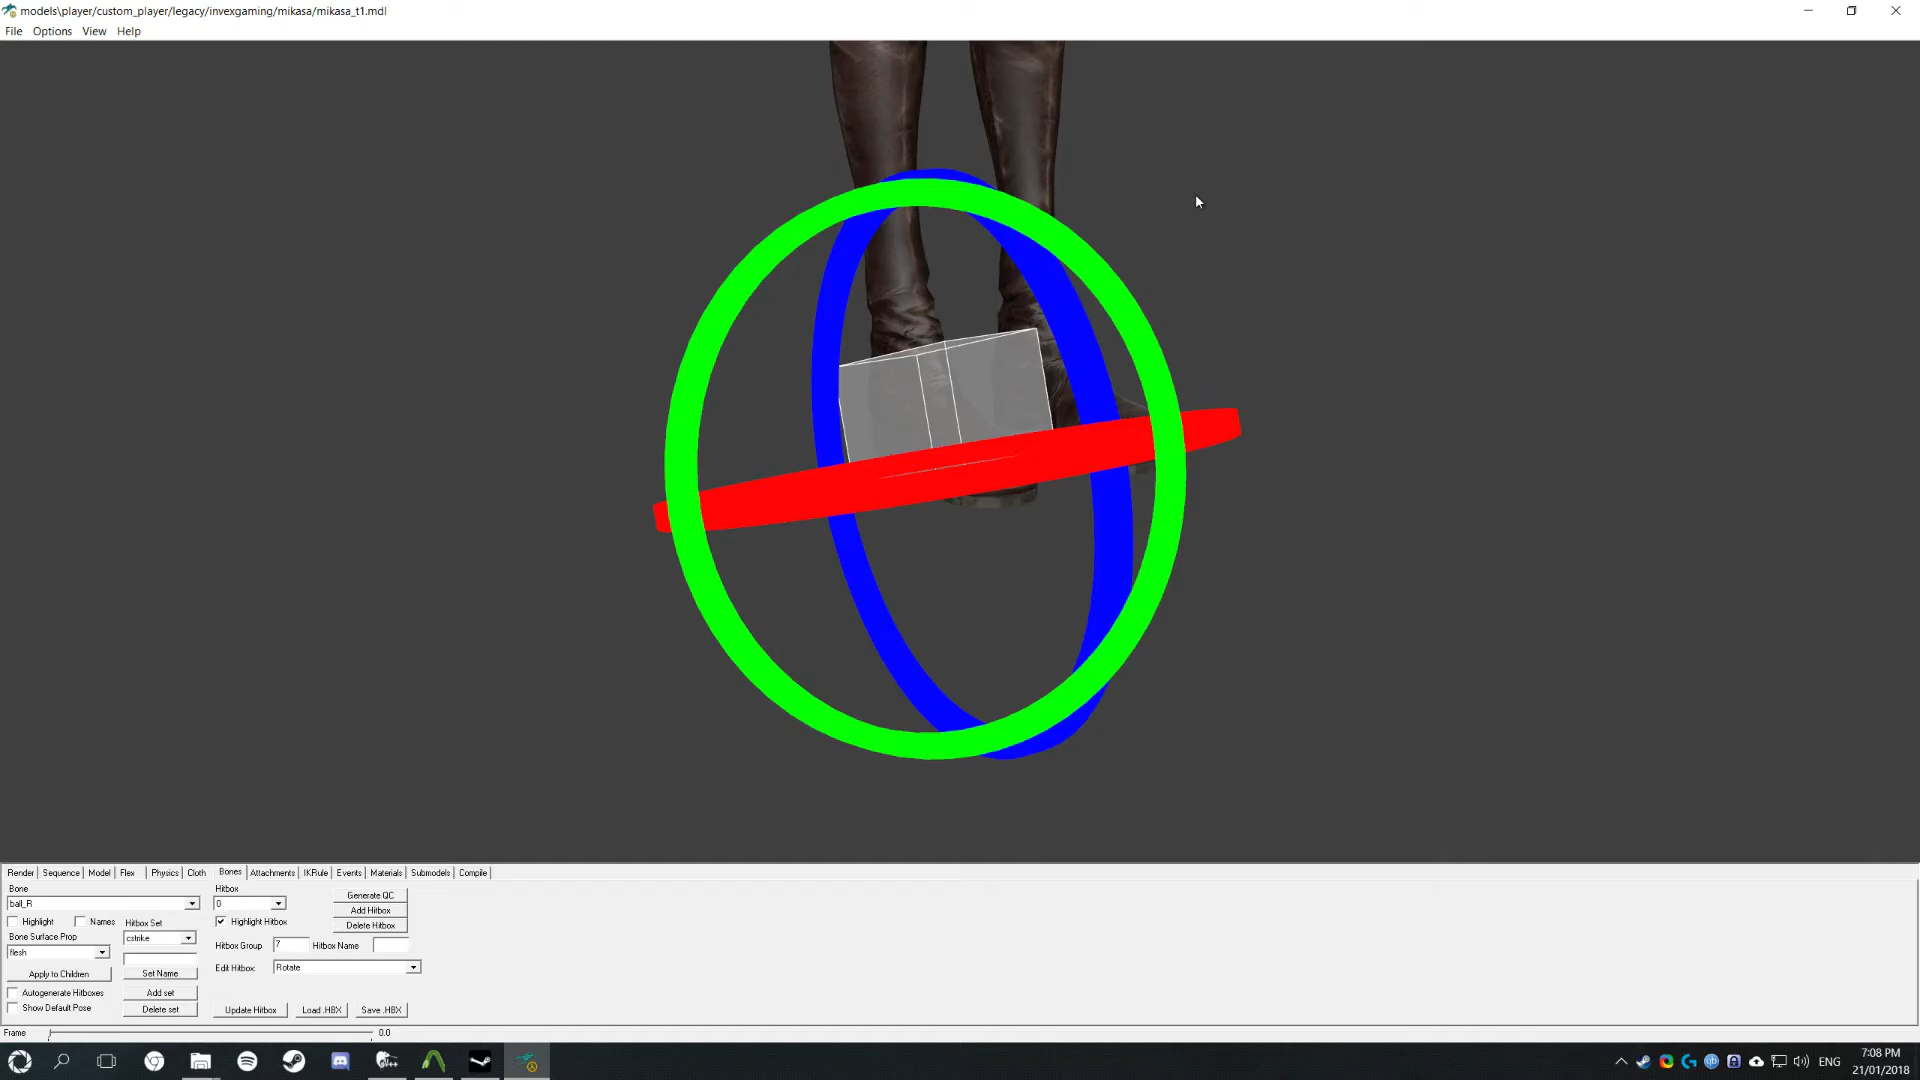 models\player/custom_player/legacy/invexgaming/mikasa/mikasa_t1.mdl
File Options View Help
Render Sequence Model Flex Physics Cloth Bones Attachments IKRule Events Materials Submodels Compile
Bone
ball_R
Hitbox
0
Generate QC
Add Hitbox
Delete Hitbox
Highlight Names
Hitbox Set
cstrike
Highlight Hitbox
Bone Surface Prop
flesh
Hitbox Group 7 Hitbox Name
Edit Hitbox: Rotate
Apply to Children
Set Name
Autogenerate Hitboxes
Add set
Show Default Pose
Delete set
Update Hitbox Load .HBX Save .HBX
Frame 0.0
ENG
7:08 PM
21/01/2018